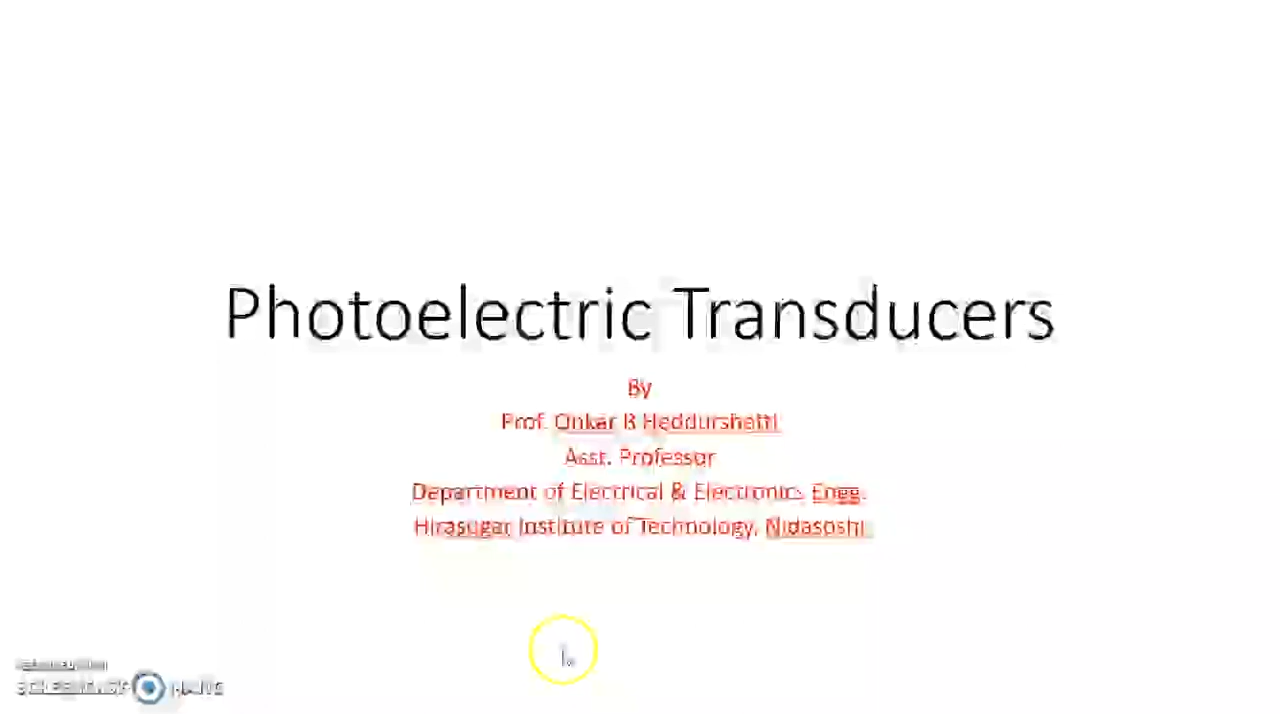 Photoelectric Transducers
By
Prof. Onkar B Heddurshetti
Asst. Professor
Department of Electrical & Electronics Engg.
Hirasugar Institute of Technology, Nidasoshi.